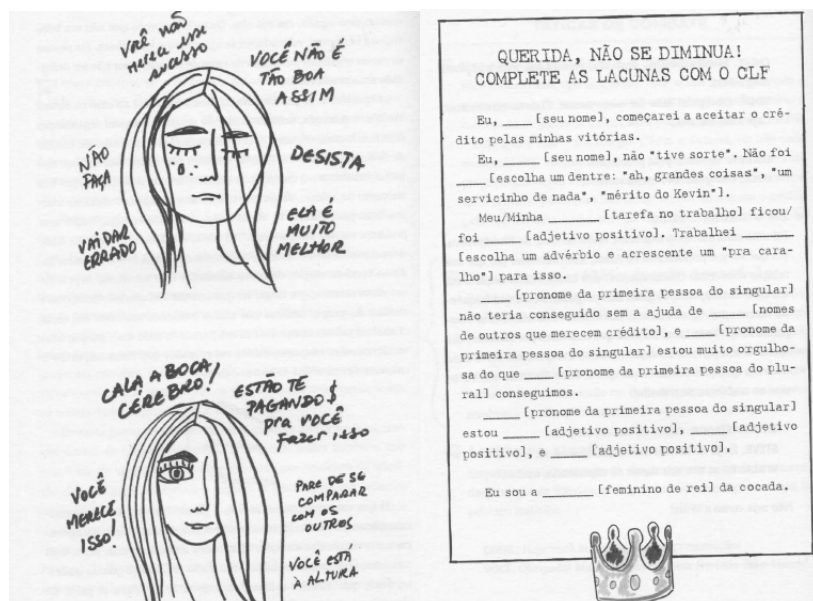 VOCÊ NÃO
MEREÇA ESSE
SUCESSO
VOCÊ NÃO É
TÃO BOA
ASSIM
NÃO
FAÇA
DESISTA
VAI DAR
ERRADO
ELA É
MUITO
MELHOR
CALA A BOCA
CÉREBRO!
ESTÃO TE
PAGANDO $
pra VOCÊ
Fazer ISSO
VOCÊ
MERECE
ISSO!
PARE DE SE
COMPARAR
COM OS
OUTROS
VOCÊ ESTÁ
À ALTURA
QUERIDA, NÃO SE DIMINUA!
COMPLETE AS LACUNAS COM O CLF
Eu, ____ [seu nome], começarei a aceitar o cré-
dito pelas minhas vitórias.
Eu, _____ [seu nome], não "tive sorte". Não foi
____ [escolha um dentre: "ah, grandes coisas", "um
servicinho de nada", "mérito do Kevin"].
Meu/Minha _______ [tarefa no trabalho] ficou/
foi _____ [adjetivo positivo]. Trabalhei _______
[escolha um advérbio e acrescente um "pra cara-
lho"] para isso.
_____ [pronome da primeira pessoa do singular]
não teria conseguido sem a ajuda de _____ [nomes
de outros que merecem crédito], e ____ [pronome da
primeira pessoa do singular] estou muito orgulho-
sa do que ____ [pronome da primeira pessoa do plu-
ral] conseguimos.
_____ [pronome da primeira pessoa do singular]
estou _____ [adjetivo positivo], _____ [adjetivo
positivo], e _____ [adjetivo positivo].
Eu sou a _______ [feminino de rei] da cocada.